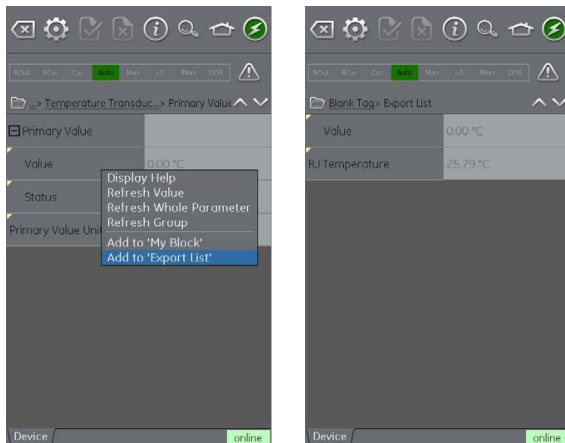 ROut RCas Cas Auto Man LO IMan OOS
...> Temperature Transduc...> Primary Value
Primary Value
Value 0.00 °C
Status
Primary Value Uni
Display Help
Refresh Value
Refresh Whole Parameter
Refresh Group
Add to 'My Block'
Add to 'Export List'
Device online
ROut RCas Cas Auto Man LO IMan OOS
Blank Tag> Export List
Value 0.00 °C
RJ Temperature 25.79 °C
Device online